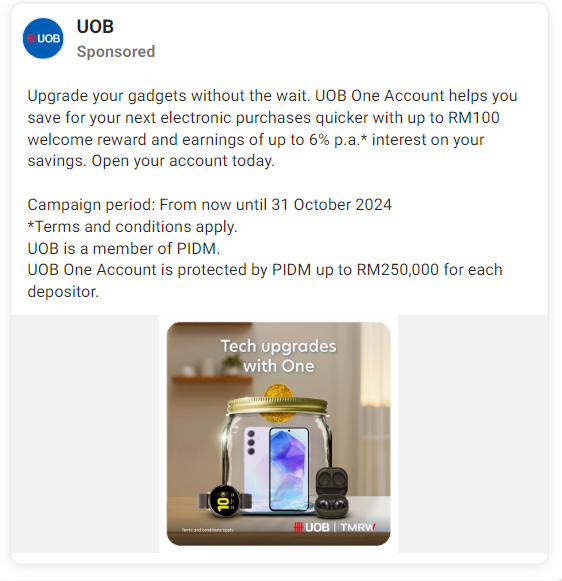 UOB
UOB
Sponsored
Upgrade your gadgets without the wait. UOB One Account helps you
save for your next electronic purchases quicker with up to RM100
welcome reward and earnings of up to 6% p.a.* interest on your
savings. Open your account today.
Campaign period: From now until 31 October 2024
*Terms and conditions apply.
UOB is a member of PIDM.
UOB One Account is protected by PIDM up to RM250,000 for each
depositor.
Tech upgrades
with One
10
Terms and conditions apply.
UOB | TMRW